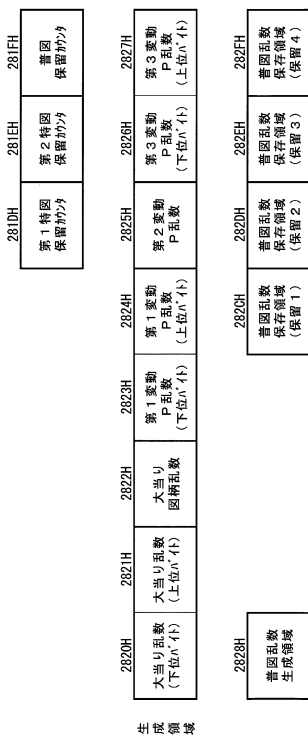 281DH
281EH
281FH
第1特図
保留カウンタ
第2特図
保留カウンタ
普図
保留カウンタ
生成領域
2820H
2821H
2822H
2823H
2824H
2825H
2826H
2827H
大当り乱数
(下位バイト)
大当り乱数
(上位バイト)
大当り
図柄乱数
第1変動
P乱数
(下位バイト)
第1変動
P乱数
(上位バイト)
第2変動
P乱数
第3変動
P乱数
(下位バイト)
第3変動
P乱数
(上位バイト)
2828H
282CH
282DH
282EH
282FH
普図乱数
生成領域
普図乱数
保存領域
(保留1)
普図乱数
保存領域
(保留2)
普図乱数
保存領域
(保留3)
普図乱数
保存領域
(保留4)